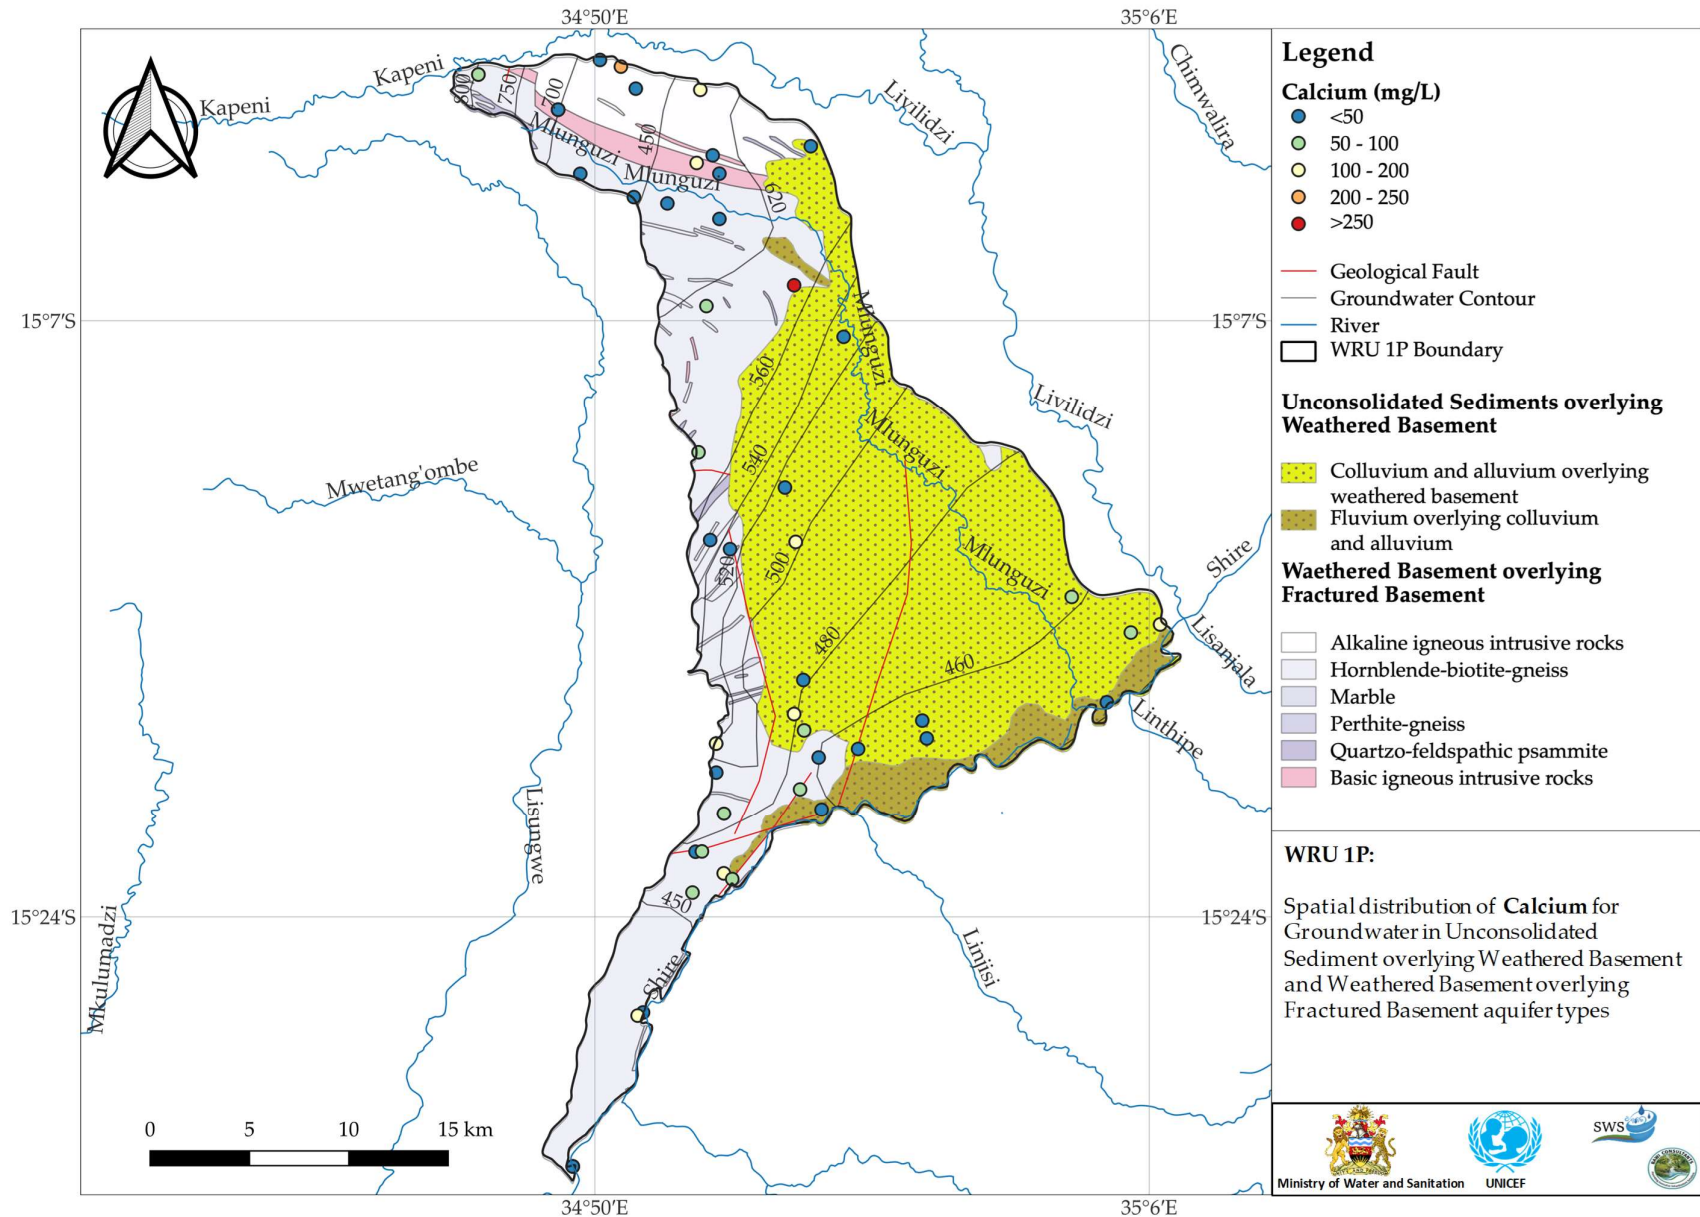 34°50′E
35°6′E
Kapeni
Kapeni
800
750
700
450
Mlunguzi
Mlunguzi
620
Livilidzi
Chimwalira
15°7′S
15°7′S
Mlunguzi
560
Livilidzi
Mlunguzi
540
Mwetang'ombe
520
500
Mlunguzi
Shire
Lisanjala
480
460
Linthipe
Lisungwe
Mkulumadzi
15°24′S
15°24′S
450
Shire
Linjisi
0 5 10 15 km
34°50′E
35°6′E
Legend
Calcium (mg/L)
<50
50 - 100
100 - 200
200 - 250
>250
Geological Fault
Groundwater Contour
River
WRU 1P Boundary
Unconsolidated Sediments overlying
Weathered Basement
Colluvium and alluvium overlying
weathered basement
Fluvium overlying colluvium
and alluvium
Waethered Basement overlying
Fractured Basement
Alkaline igneous intrusive rocks
Hornblende-biotite-gneiss
Marble
Perthite-gneiss
Quartzo-feldspathic psammite
Basic igneous intrusive rocks
WRU 1P:
Spatial distribution of Calcium for
Groundwater in Unconsolidated
Sediment overlying Weathered Basement
and Weathered Basement overlying
Fractured Basement aquifer types
Ministry of Water and Sanitation
UNICEF
SWS